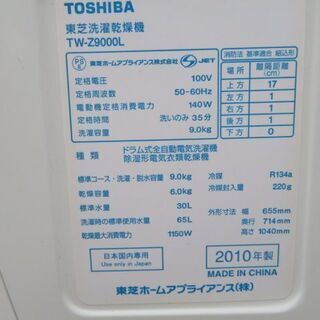 TOSHIBA
東芝洗濯乾燥機
TW-Z9000L
PS E 東芝ホームアプライアンス株式会社 JET
定格電圧 100V
定格周波数 50-60Hz
電動機定格消費電力 140W
定格時間 洗いのみ 35分
洗濯容量 9.0kg
消防法 基準適合 組込形
場所 離隔距離(cm)
上方 17
左方 1
右方 1
下方 0
種類 ドラム式全自動電気洗濯機
除湿形電気衣類乾燥機
標準コース・洗濯・脱水容量 9.0kg 冷媒 R134a
乾燥容量 6.0kg 冷媒封入量 220g
標準水量 30L
洗濯時の標準使用水量 65L 外形寸法 幅 655mm
奥行 714mm
乾燥最大消費電力 1150W 高さ 1040mm
日本国内専用
Use only in Japan
2010年製
MADE IN CHINA
東芝ホームアプライアンス(株)